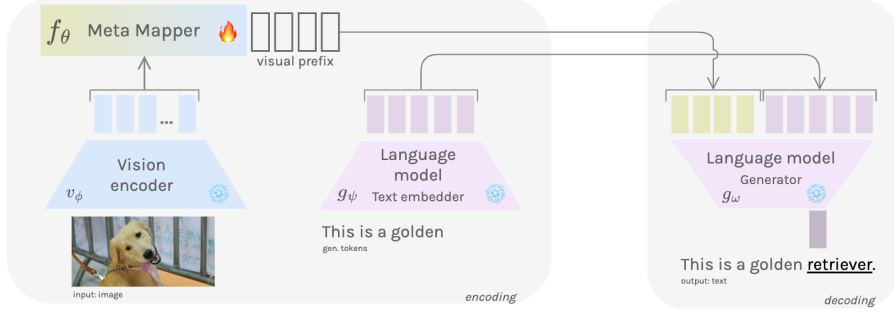 fθ Meta Mapper
visual prefix
...
Vision
encoder
vϕ
input: image
Language
model
gψ Text embedder
This is a golden
gen. tokens
encoding
Language model
Generator
gω
This is a golden retriever.
output: text
decoding